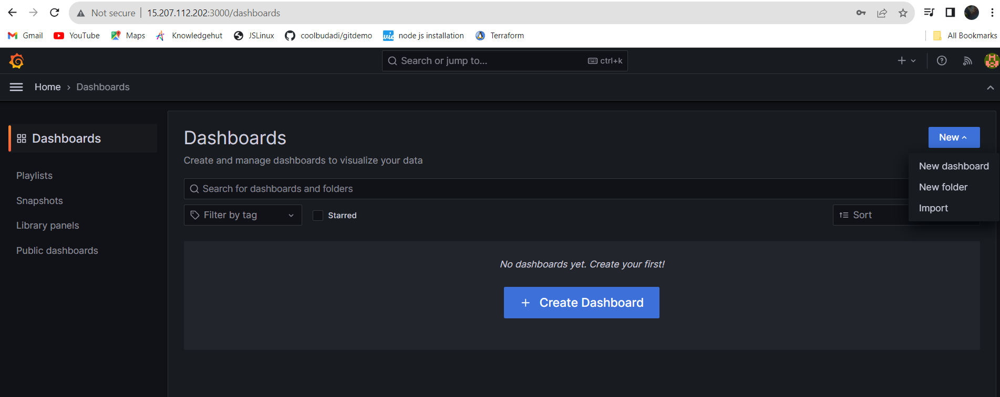 Not secure | 15.207.112.202:3000/dashboards
Gmail YouTube Maps Knowledgehut JSLinux coolbudadi/gitdemo node js installation Terraform All Bookmarks
Search or jump to... ctrl+k
Home › Dashboards
Dashboards
Playlists
Snapshots
Library panels
Public dashboards
Dashboards
New
Create and manage dashboards to visualize your data
New dashboard
New folder
Import
Search for dashboards and folders
Filter by tag Starred Sort
No dashboards yet. Create your first!
+ Create Dashboard